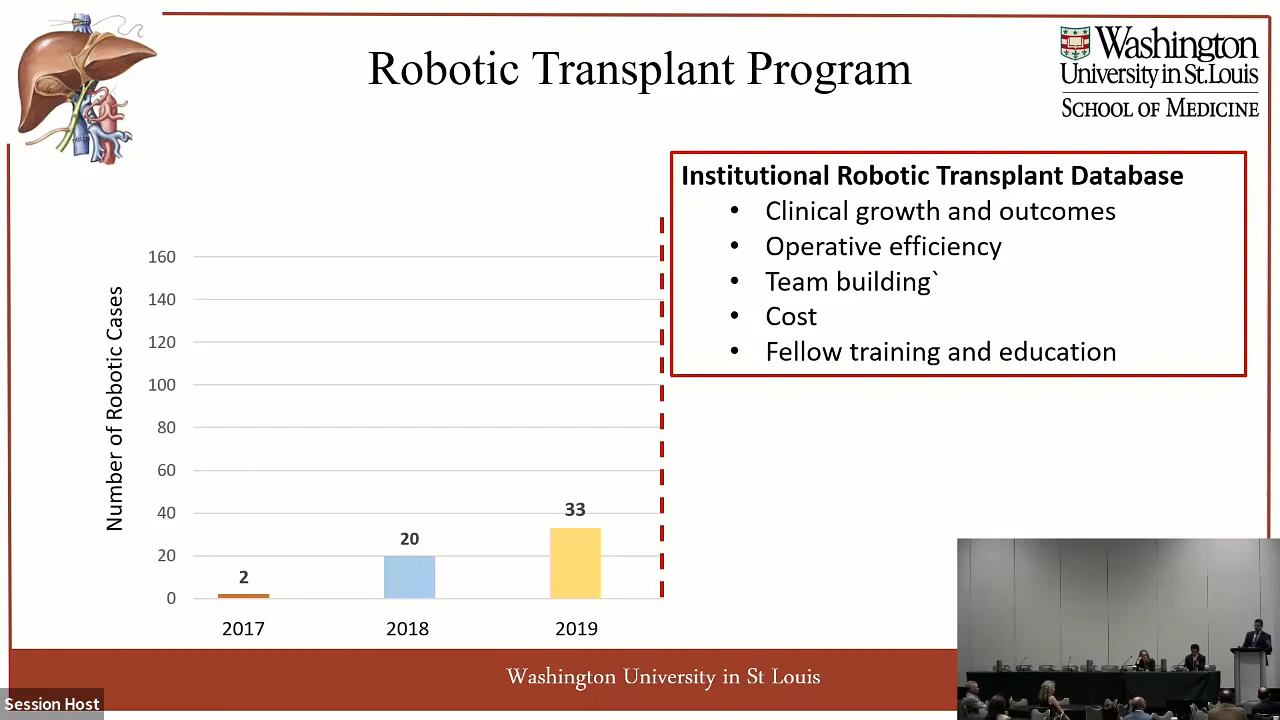 Robotic Transplant Program
Washington
University in St. Louis
SCHOOL OF MEDICINE
Institutional Robotic Transplant Database
• Clinical growth and outcomes
• Operative efficiency
• Team building`
• Cost
• Fellow training and education
Number of Robotic Cases
160
140
120
100
80
60
40
20
0
2
20
33
2017
2018
2019
Washington University in St Louis
Session Host